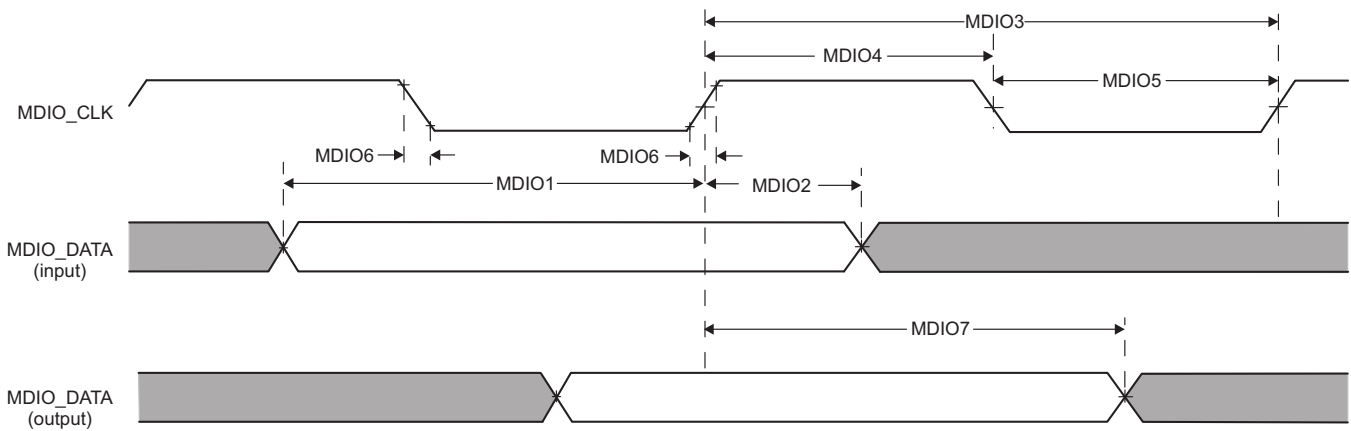 MDIO3
MDIO4
MDIO5
MDIO_CLK
MDIO6
MDIO6
MDIO1
MDIO2
MDIO_DATA
(input)
MDIO7
MDIO_DATA
(output)